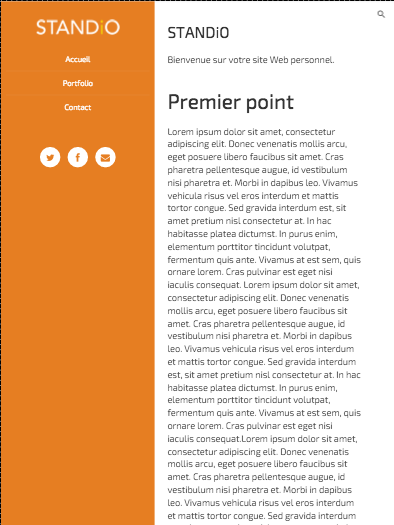 STANDiO
Accueil
Portfolio
Contact
STANDiO
Bienvenue sur votre site Web personnel.
Premier point
Lorem ipsum dolor sit amet, consectetur
adipiscing elit. Donec venenatis mollis arcu,
eget posuere libero faucibus sit amet. Cras
pharetra pellentesque augue, id vestibulum
nisi pharetra et. Morbi in dapibus leo. Vivamus
vehicula risus vel eros interdum et mattis
tortor congue. Sed gravida interdum est, sit
amet pretium nisl consectetur at. In hac
habitasse platea dictumst. In purus enim,
elementum porttitor tincidunt volutpat,
fermentum quis ante. Vivamus at est sem, quis
ornare lorem. Cras pulvinar est eget nisi
iaculis consequat. Lorem ipsum dolor sit amet,
consectetur adipiscing elit. Donec venenatis
mollis arcu, eget posuere libero faucibus sit
amet. Cras pharetra pellentesque augue, id
vestibulum nisi pharetra et. Morbi in dapibus
leo. Vivamus vehicula risus vel eros interdum
et mattis tortor congue. Sed gravida interdum
est, sit amet pretium nisl consectetur at. In hac
habitasse platea dictumst. In purus enim,
elementum porttitor tincidunt volutpat,
fermentum quis ante. Vivamus at est sem, quis
ornare lorem. Cras pulvinar est eget nisi
iaculis consequat.Lorem ipsum dolor sit amet,
consectetur adipiscing elit. Donec venenatis
mollis arcu, eget posuere libero faucibus sit
amet. Cras pharetra pellentesque augue, id
vestibulum nisi pharetra et. Morbi in dapibus
leo. Vivamus vehicula risus vel eros interdum
et mattis tortor congue. Sed gravida interdum